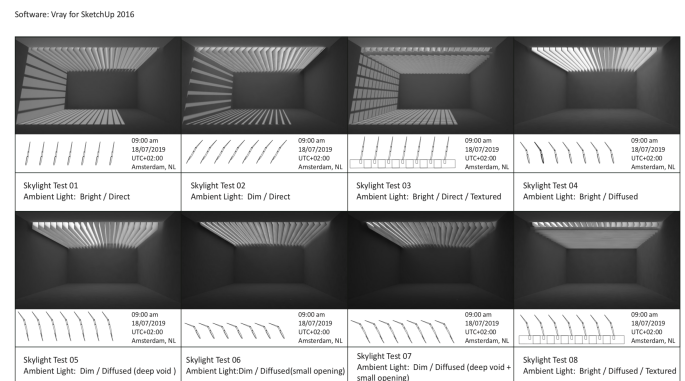 Software: Vray for SketchUp 2016
09:00 am
18/07/2019
UTC+02:00
Amsterdam, NL
09:00 am
18/07/2019
UTC+02:00
Amsterdam, NL
09:00 am
18/07/2019
UTC+02:00
Amsterdam, NL
09:00 am
18/07/2019
UTC+02:00
Amsterdam, NL
Skylight Test 01
Ambient Light: Bright / Direct
Skylight Test 02
Ambient Light: Dim / Direct
Skylight Test 03
Ambient Light: Bright / Direct / Textured
Skylight Test 04
Ambient Light: Bright / Diffused
09:00 am
18/07/2019
UTC+02:00
Amsterdam, NL
09:00 am
18/07/2019
UTC+02:00
Amsterdam, NL
09:00 am
18/07/2019
UTC+02:00
Amsterdam, NL
09:00 am
18/07/2019
UTC+02:00
Amsterdam, NL
Skylight Test 05
Ambient Light: Dim / Diffused (deep void )
Skylight Test 06
Ambient Light:Dim / Diffused(small opening)
Skylight Test 07
Ambient Light: Dim / Diffused (deep void +
small opening)
Skylight Test 08
Ambient Light: Bright / Diffused / Textured